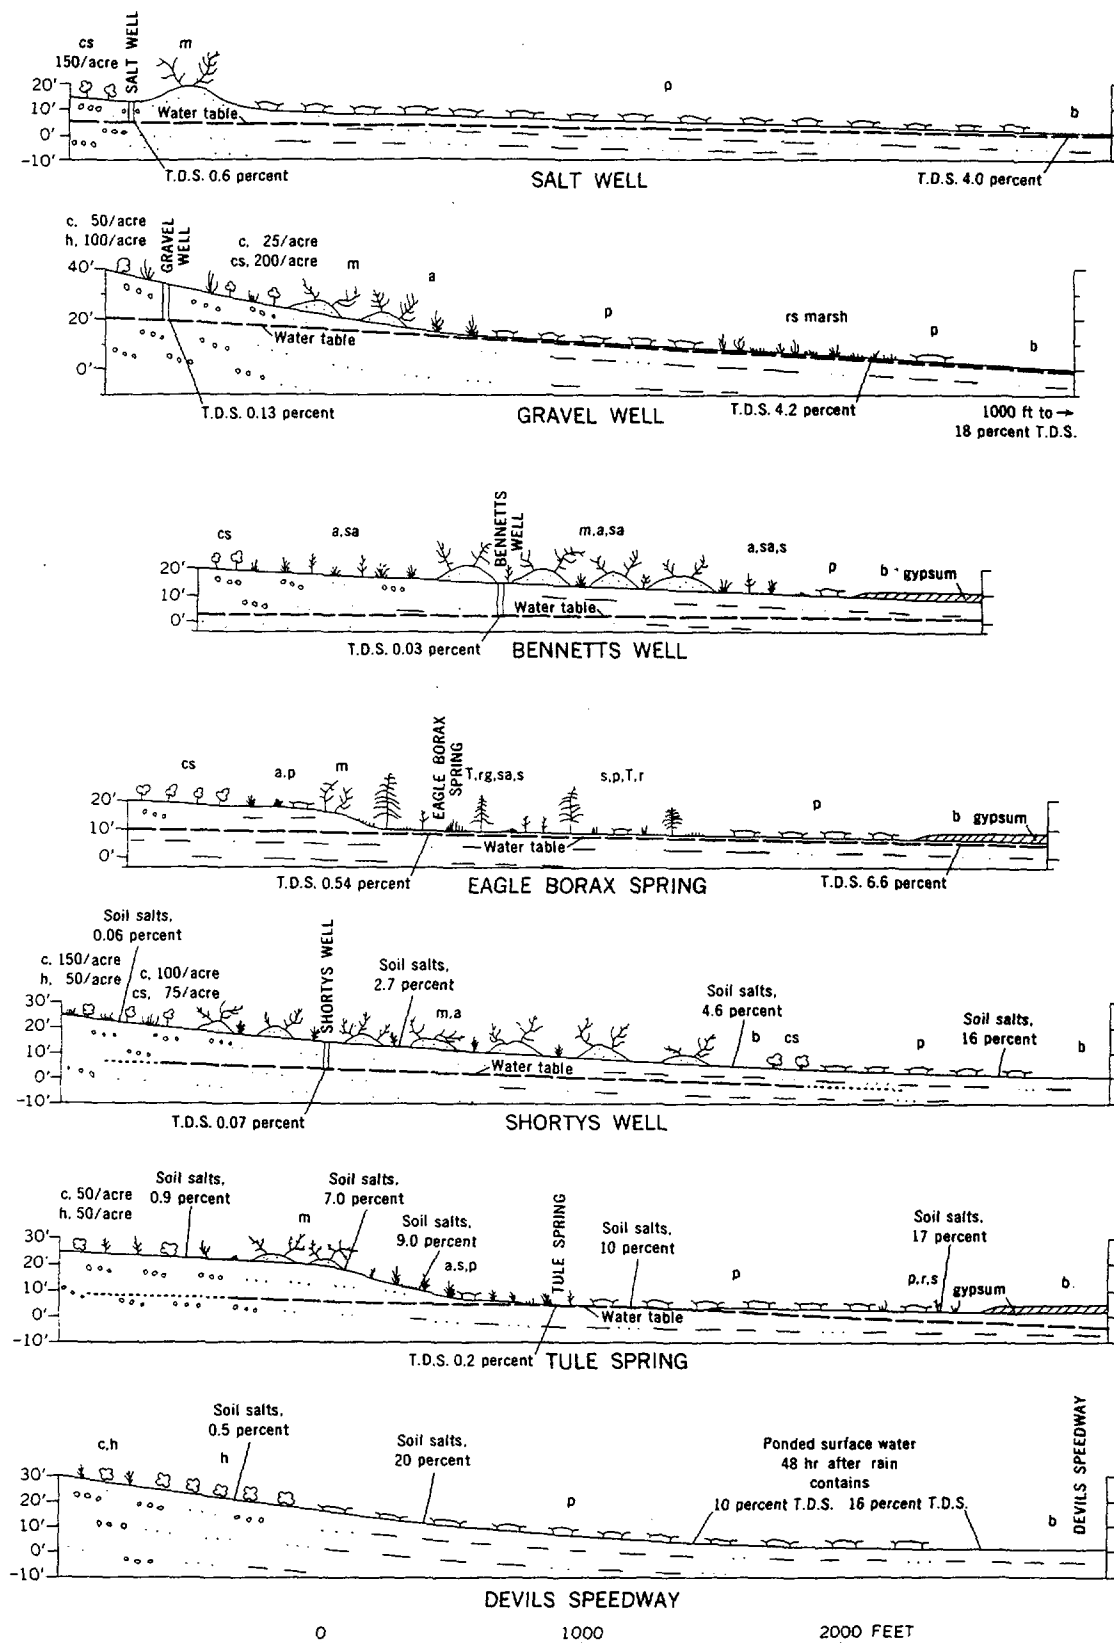 cs
150/acre
SALT WELL
m
p
b
20'
10'
0'
-10'
Water table
T.D.S. 0.6 percent
SALT WELL
T.D.S. 4.0 percent
c. 50/acre
h. 100/acre
GRAVEL
WELL
c. 25/acre
cs, 200/acre
m
a
p
rs marsh
p
b
40'
20'
0'
Water table
T.D.S. 0.13 percent
GRAVEL WELL
T.D.S. 4.2 percent
1000 ft to →
18 percent T.D.S.
cs
a,sa
BENNETTS
WELL
m,a,sa
a,sa,s
p
b
gypsum
20'
10'
0'
Water table
T.D.S. 0.03 percent
BENNETTS WELL
cs
a.p
m
EAGLE BORAX
SPRING
T,rg,sa,s
s,p,T,r
p
b gypsum
20'
10'
0'
Water table
T.D.S. 0.54 percent
EAGLE BORAX SPRING
T.D.S. 6.6 percent
Soil salts,
0.06 percent
c. 150/acre
h. 50/acre
c. 100/acre
cs, 75/acre
SHORTYS WELL
Soil salts,
2.7 percent
m,a
Soil salts,
4.6 percent
b
cs
p
Soil salts,
16 percent
b
30'
20'
10'
0'
-10'
Water table
T.D.S. 0.07 percent
SHORTYS WELL
c. 50/acre
h. 50/acre
Soil salts,
0.9 percent
m
Soil salts,
7.0 percent
Soil salts,
9.0 percent
a.s,p
TULE SPRING
Soil salts,
10 percent
p
Soil salts,
17 percent
p,r,s
gypsum
b
30'
20'
10'
0'
-10'
Water table
T.D.S. 0.2 percent
TULE SPRING
c,h
Soil salts,
0.5 percent
h
Soil salts,
20 percent
p
Ponded surface water
48 hr after rain
contains
10 percent T.D.S. 16 percent T.D.S.
b
DEVILS SPEEDWAY
30'
20'
10'
0'
-10'
DEVILS SPEEDWAY
0 1000 2000 FEET